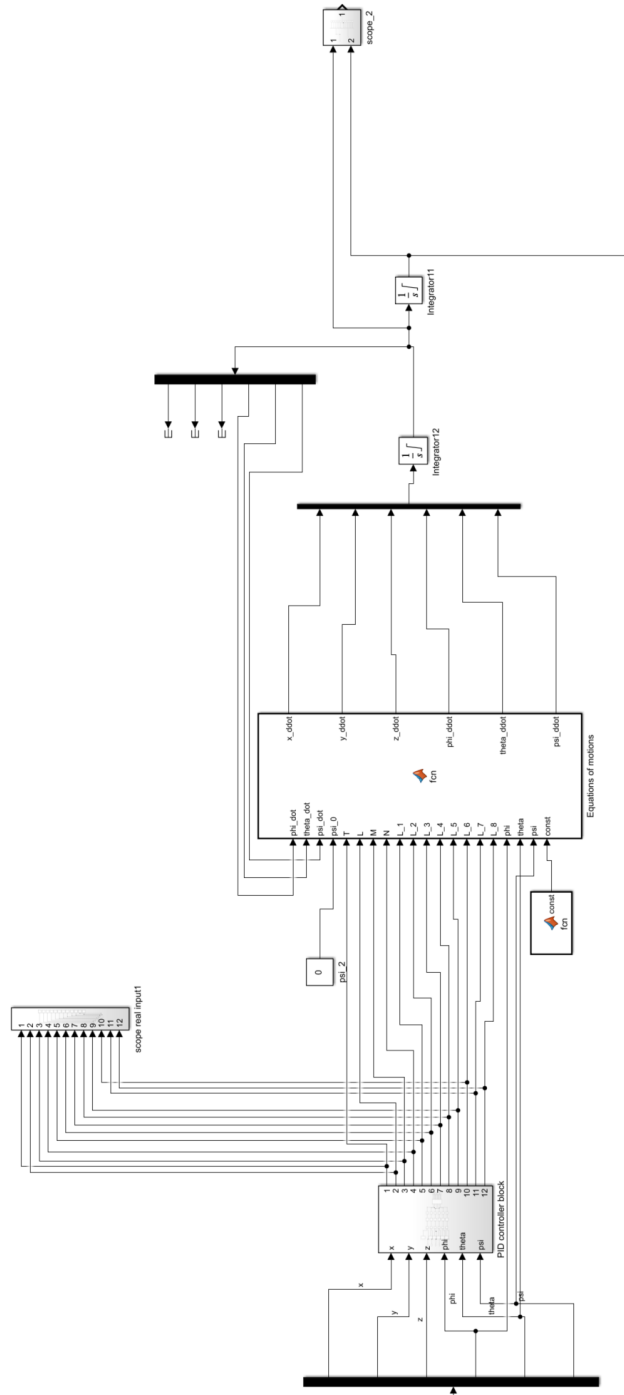 1
1
2
scope_2
1
s
Integrator11
1
s
Integrator12
x_ddot
y_ddot
z_ddot
phi_ddot
theta_ddot
psi_ddot
fcn
phi_dot
theta_dot
psi_dot
psi_0
T
L
M
N
L_1
L_2
L_3
L_4
L_5
L_6
L_7
L_8
phi
theta
psi
const
Equations of motions
const
fcn
0
psi_2
1
2
3
4
5
6
7
8
9
10
11
12
scope real input1
1
2
3
4
5
6
7
8
9
10
11
12
x
y
z
phi
theta
psi
PID controller block
x
y
z
phi
theta
psi